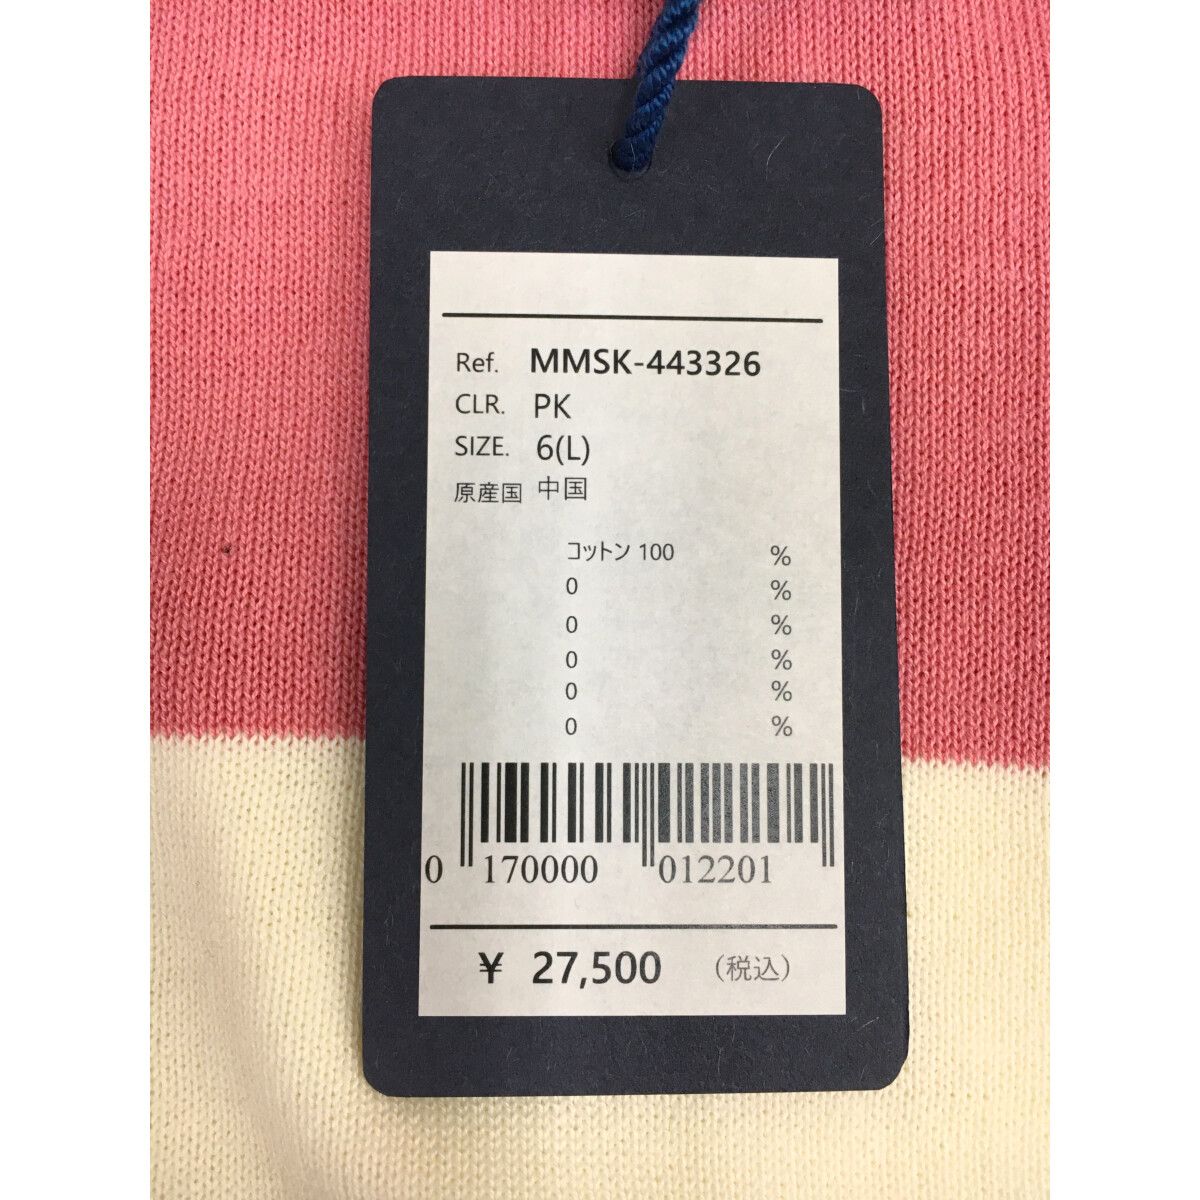 Ref. MMSK-443326
CLR. PK
SIZE. 6(L)
原産国 中国
コットン 100 %
0 %
0 %
0 %
0 %
0 %
0 170000 012201
¥ 27,500 (税込)